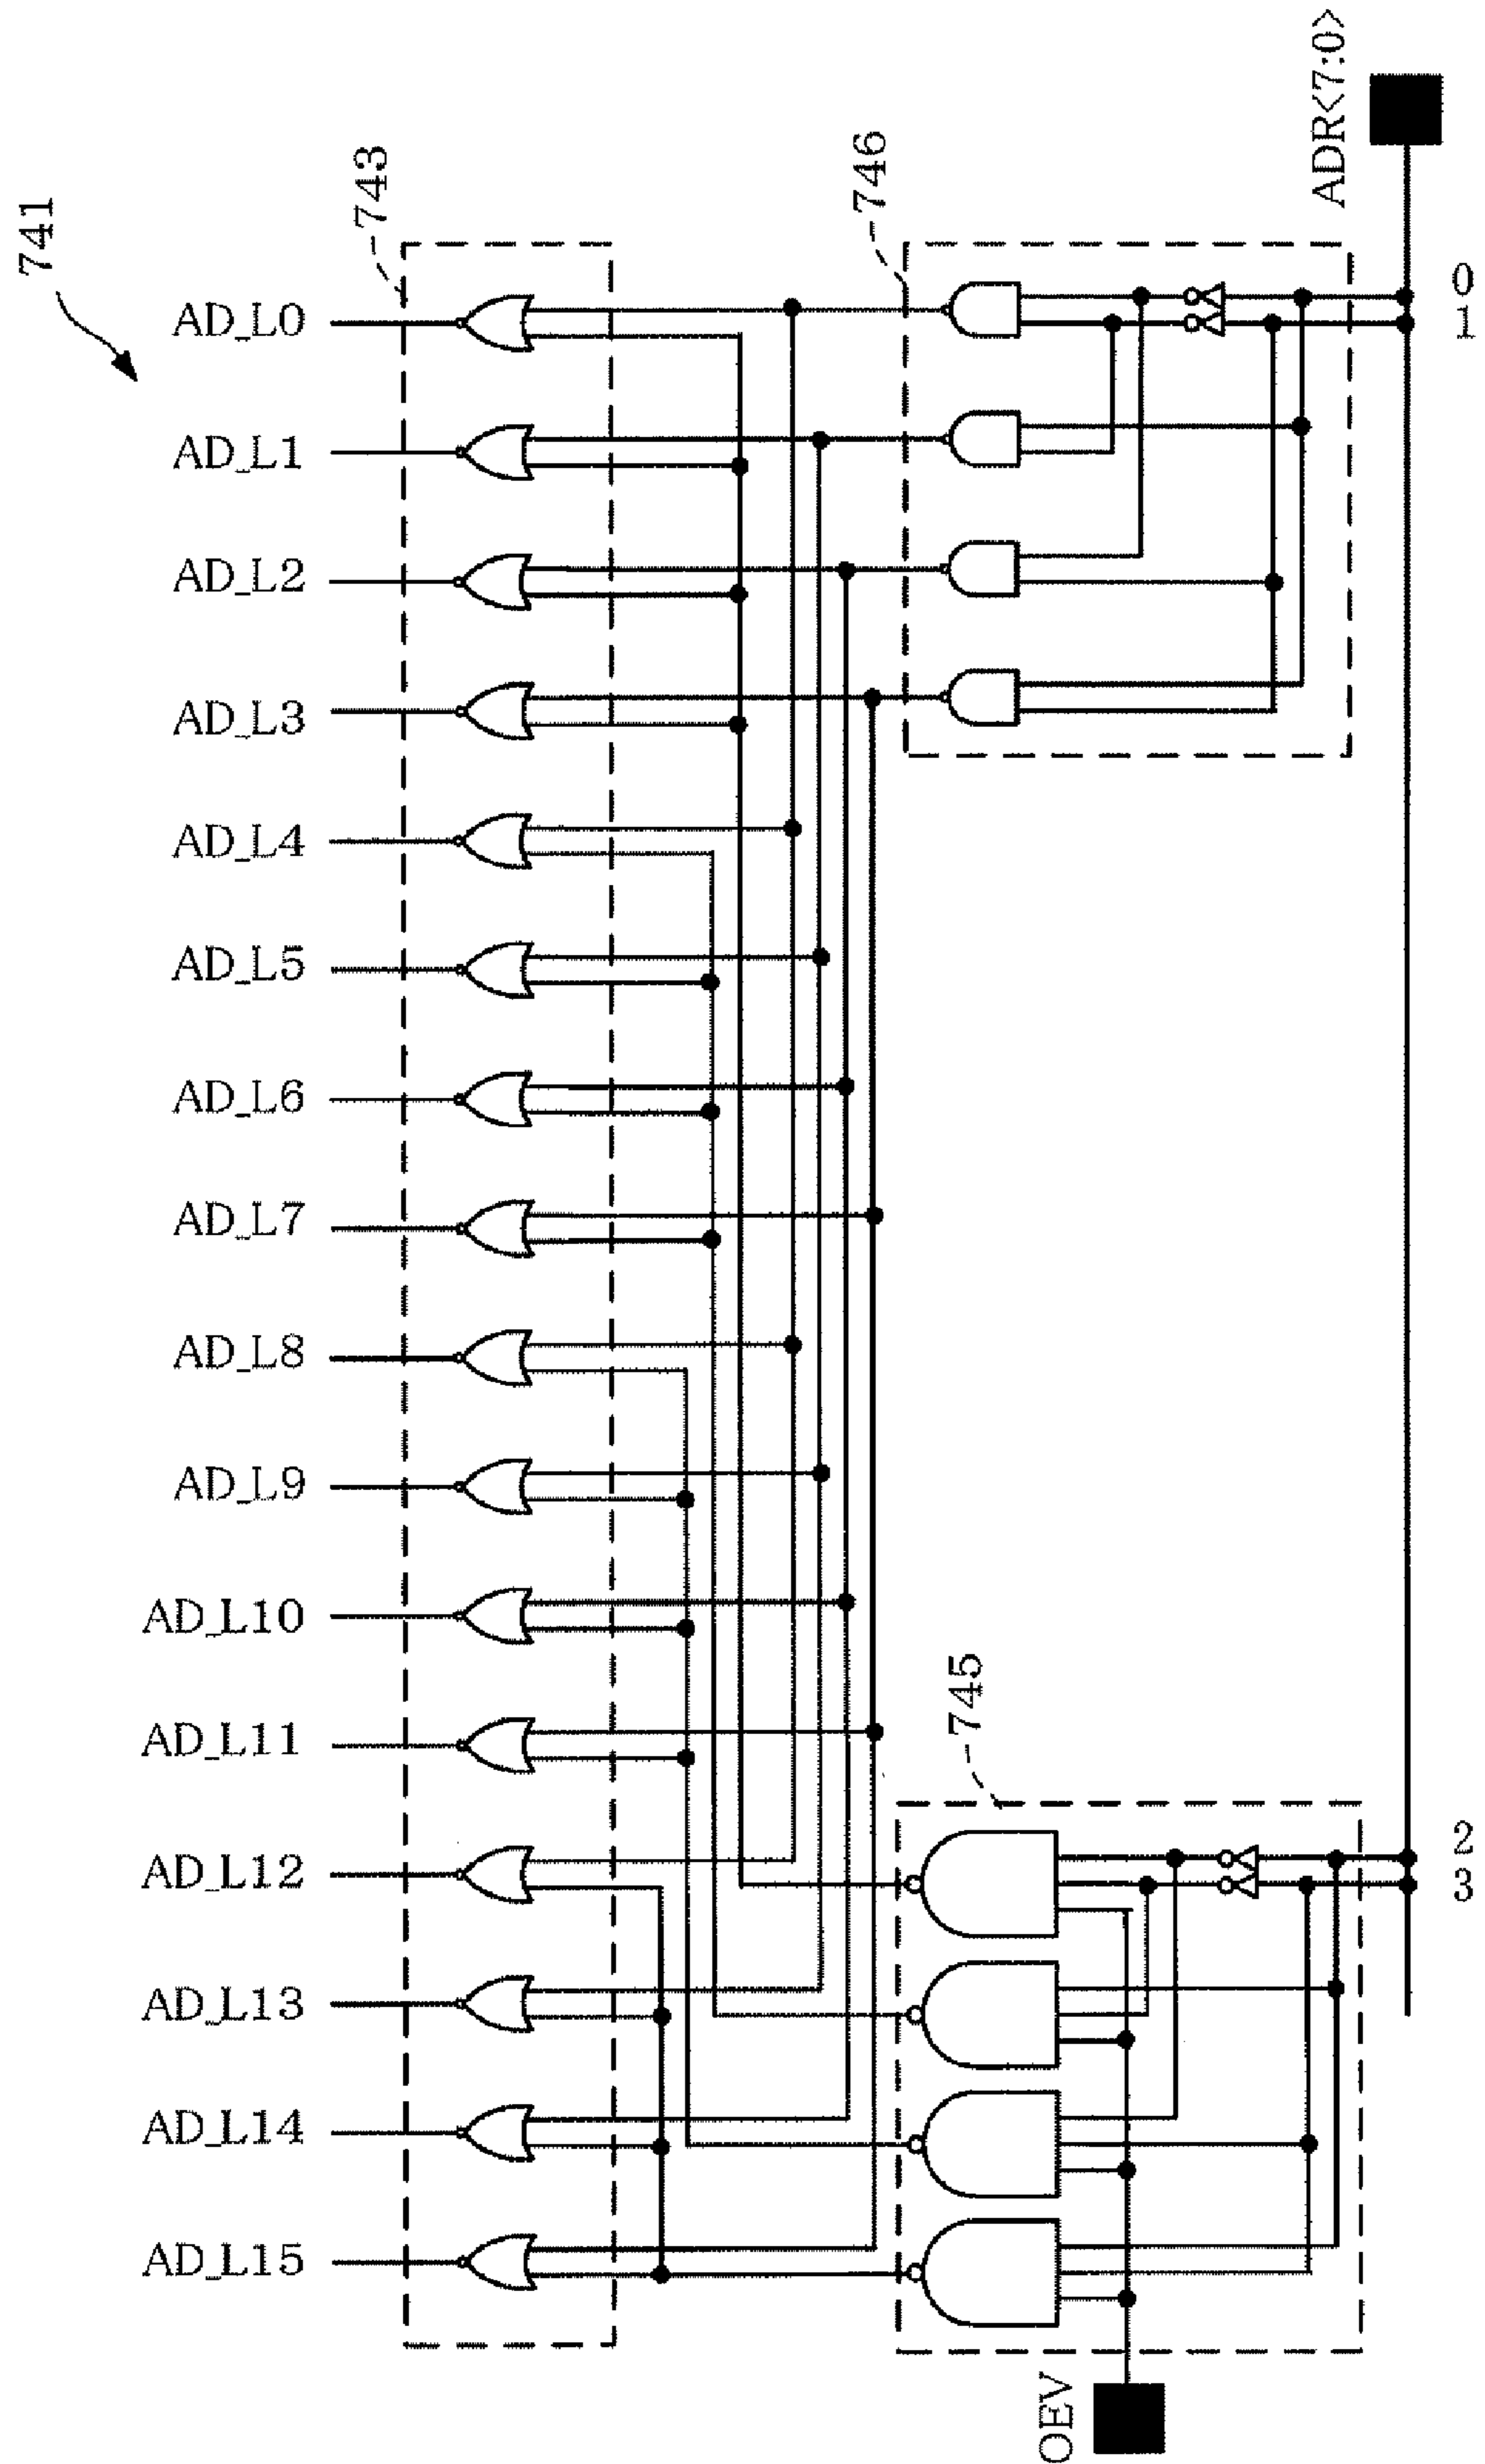 741
743
746
ADR<7:0>
AD_L0
0
1
AD_L1
AD_L2
AD_L3
AD_L4
AD_L5
AD_L6
AD_L7
AD_L8
AD_L9
AD_L10
745
AD_L11
AD_L12
2
3
AD_L13
AD_L14
AD_L15
OEV